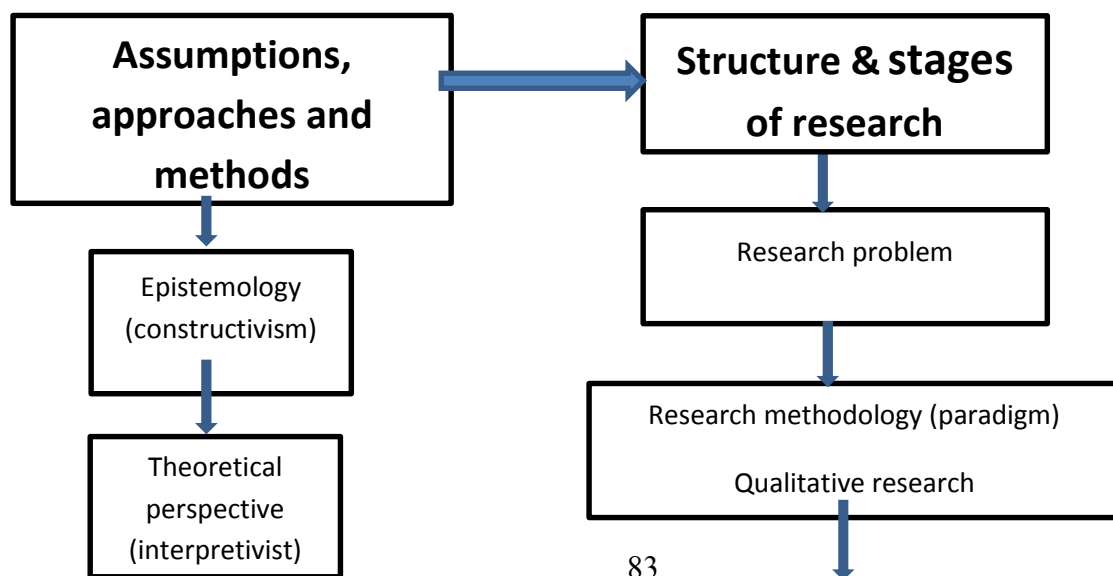 Assumptions,
approaches and
methods
Structure & stages
of research
Epistemology
(constructivism)
Theoretical
perspective
(interpretivist)
Research problem
Research methodology (paradigm)
Qualitative research
83